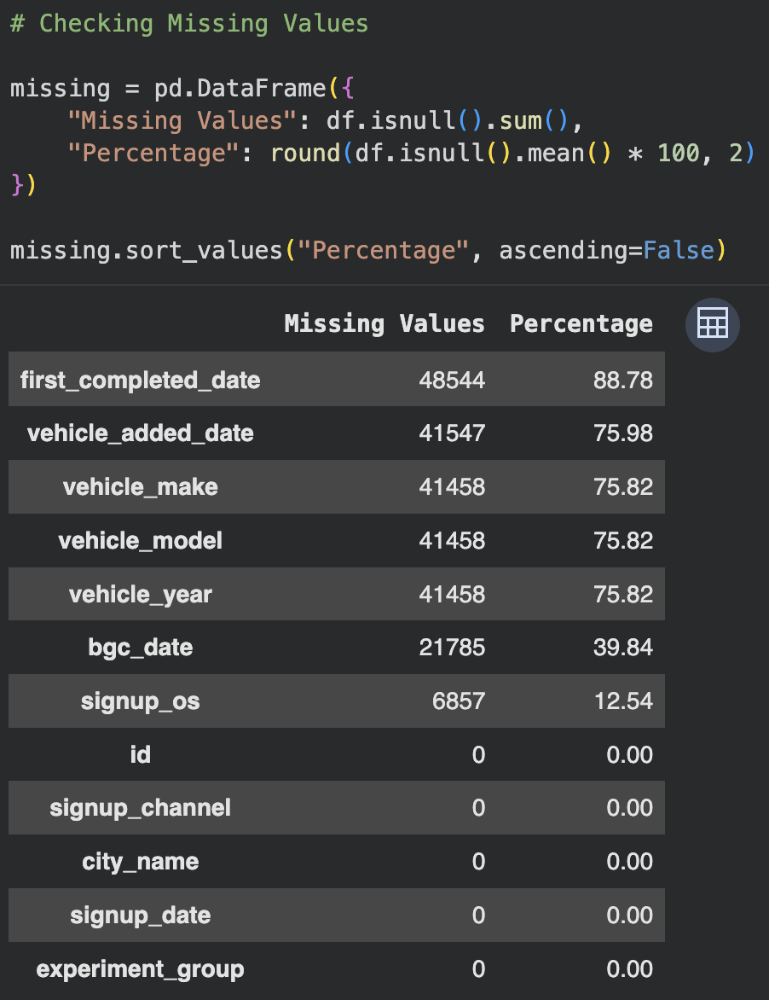 # Checking Missing Values
missing = pd.DataFrame({
    "Missing Values": df.isnull().sum(),
    "Percentage": round(df.isnull().mean() * 100, 2)
})
missing.sort_values("Percentage", ascending=False)
Missing Values Percentage
first_completed_date 48544 88.78
vehicle_added_date 41547 75.98
vehicle_make 41458 75.82
vehicle_model 41458 75.82
vehicle_year 41458 75.82
bgc_date 21785 39.84
signup_os 6857 12.54
id 0 0.00
signup_channel 0 0.00
city_name 0 0.00
signup_date 0 0.00
experiment_group 0 0.00